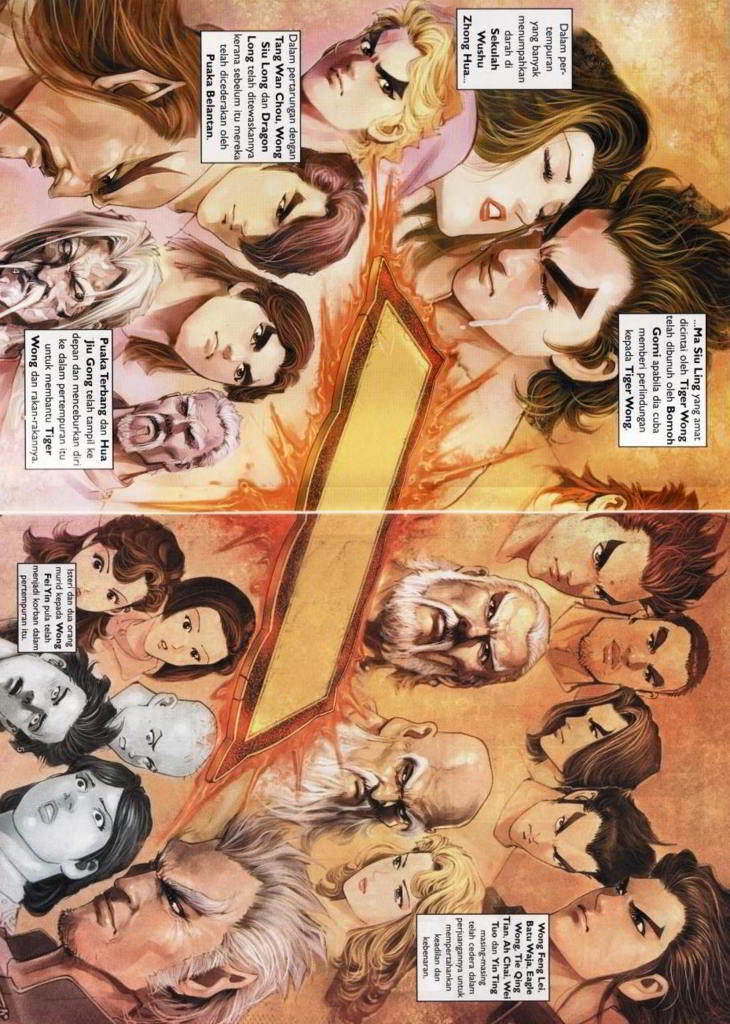 Dalam per-
tempuran
yang banyak
menumpahkan
darah di
Sekulah
Wushu
Zhong Hua...
...Ma Siu Ling yang amat
dicintai oleh Tiger Wong
telah dibunuh oleh Bomoh
Gorni apabila dia cuba
memberi perlindungan
kepada Tiger Wong.
Dalam pertarungan dengan
Tang Wan Chou, Wong
Siu Long dan Dragon
Long telah ditewaskannya
kerana sebelum itu mereka
telah dicederakan oleh
Puaka Belantan.
Puaka Terbang dan Hua
Jiu Gong telah tampil ke
depan dan menceburkan diri
ke dalam pertempuran itu
untuk membantu Tiger
Wong dan rakan-rakannya.
Wong Feng Lei,
Batu Waja, Eagle
Wong, Tie Qing
Tian, Ah Chai, Wei
Tuo dan Yin Ting
masing-masing
telah cedera dalam
perjuangannya untuk
mempertahankan
keadilan dan
kebenaran.
Isteri dan dua orang
murid kepada Wong
Fei Yin pula telah
menjadi korban dalam
pertempuran itu.
5